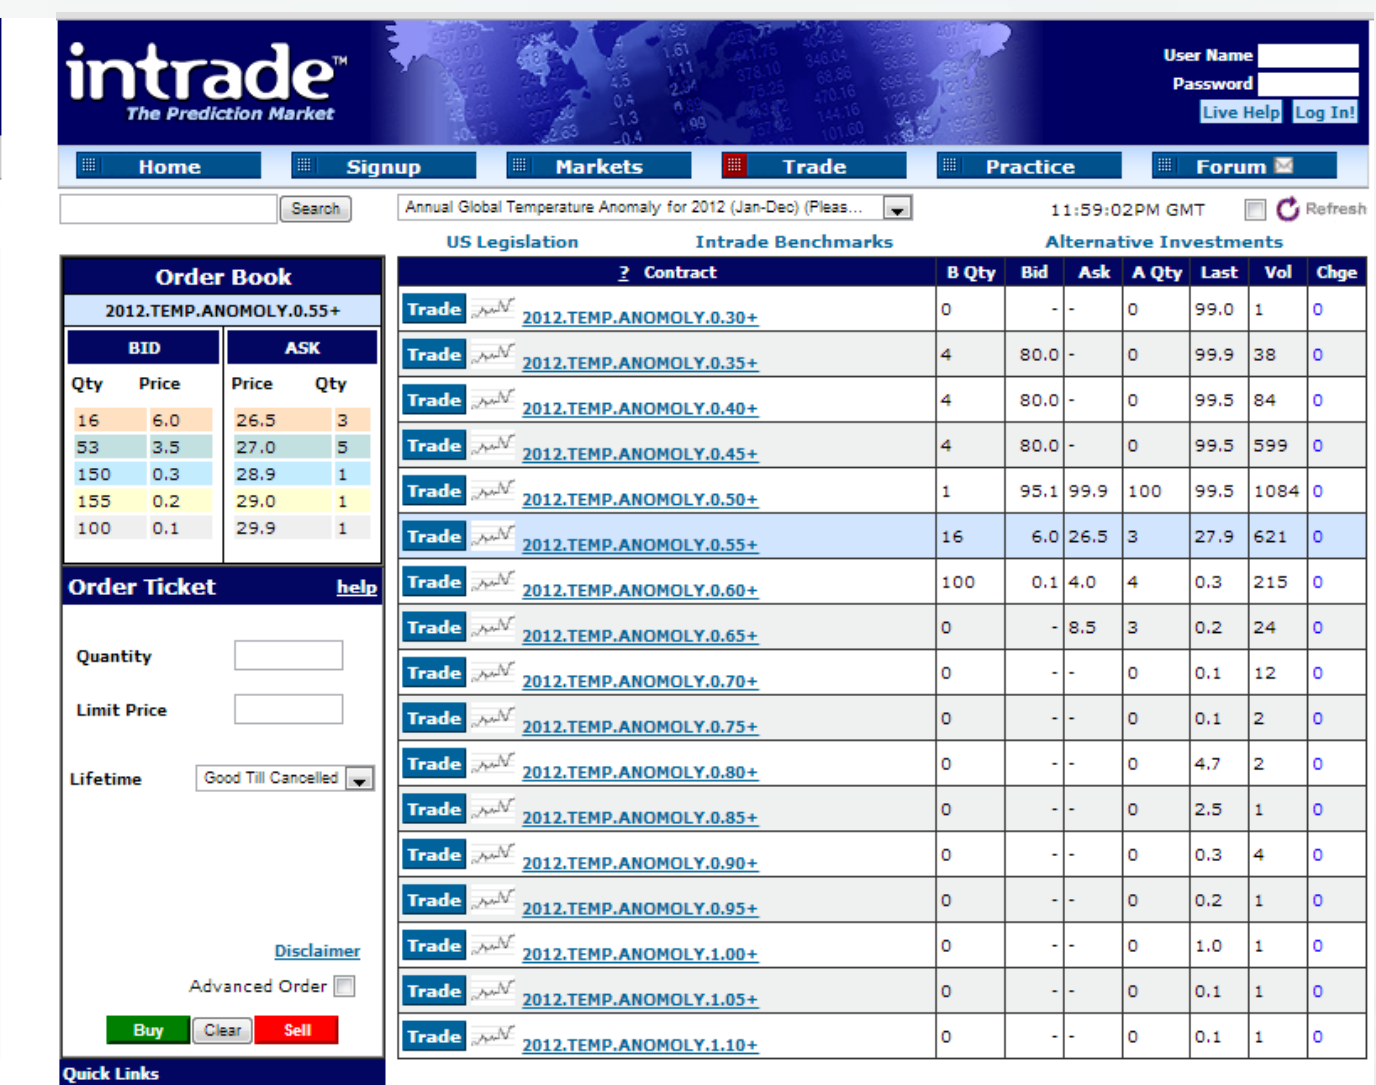 intrade™
The Prediction Market
User Name
Password
Live Help Log In!
Home Signup Markets Trade Practice Forum
Search Annual Global Temperature Anomaly for 2012 (Jan-Dec) (Pleas... 11:59:02PM GMT Refresh
US Legislation Intrade Benchmarks Alternative Investments
Order Book
2012.TEMP.ANOMOLY.0.55+
BID ASK
Qty Price Price Qty
16 6.0 26.5 3
53 3.5 27.0 5
150 0.3 28.9 1
155 0.2 29.0 1
100 0.1 29.9 1
Order Ticket help
Quantity
Limit Price
Lifetime Good Till Cancelled
Disclaimer
Advanced Order
Buy Clear Sell
Quick Links
? Contract B Qty Bid Ask A Qty Last Vol Chge
Trade 2012.TEMP.ANOMOLY.0.30+ 0 - - 0 99.0 1 0
Trade 2012.TEMP.ANOMOLY.0.35+ 4 80.0 - 0 99.9 38 0
Trade 2012.TEMP.ANOMOLY.0.40+ 4 80.0 - 0 99.5 84 0
Trade 2012.TEMP.ANOMOLY.0.45+ 4 80.0 - 0 99.5 599 0
Trade 2012.TEMP.ANOMOLY.0.50+ 1 95.1 99.9 100 99.5 1084 0
Trade 2012.TEMP.ANOMOLY.0.55+ 16 6.0 26.5 3 27.9 621 0
Trade 2012.TEMP.ANOMOLY.0.60+ 100 0.1 4.0 4 0.3 215 0
Trade 2012.TEMP.ANOMOLY.0.65+ 0 - 8.5 3 0.2 24 0
Trade 2012.TEMP.ANOMOLY.0.70+ 0 - - 0 0.1 12 0
Trade 2012.TEMP.ANOMOLY.0.75+ 0 - - 0 0.1 2 0
Trade 2012.TEMP.ANOMOLY.0.80+ 0 - - 0 4.7 2 0
Trade 2012.TEMP.ANOMOLY.0.85+ 0 - - 0 2.5 1 0
Trade 2012.TEMP.ANOMOLY.0.90+ 0 - - 0 0.3 4 0
Trade 2012.TEMP.ANOMOLY.0.95+ 0 - - 0 0.2 1 0
Trade 2012.TEMP.ANOMOLY.1.00+ 0 - - 0 1.0 1 0
Trade 2012.TEMP.ANOMOLY.1.05+ 0 - - 0 0.1 1 0
Trade 2012.TEMP.ANOMOLY.1.10+ 0 - - 0 0.1 1 0